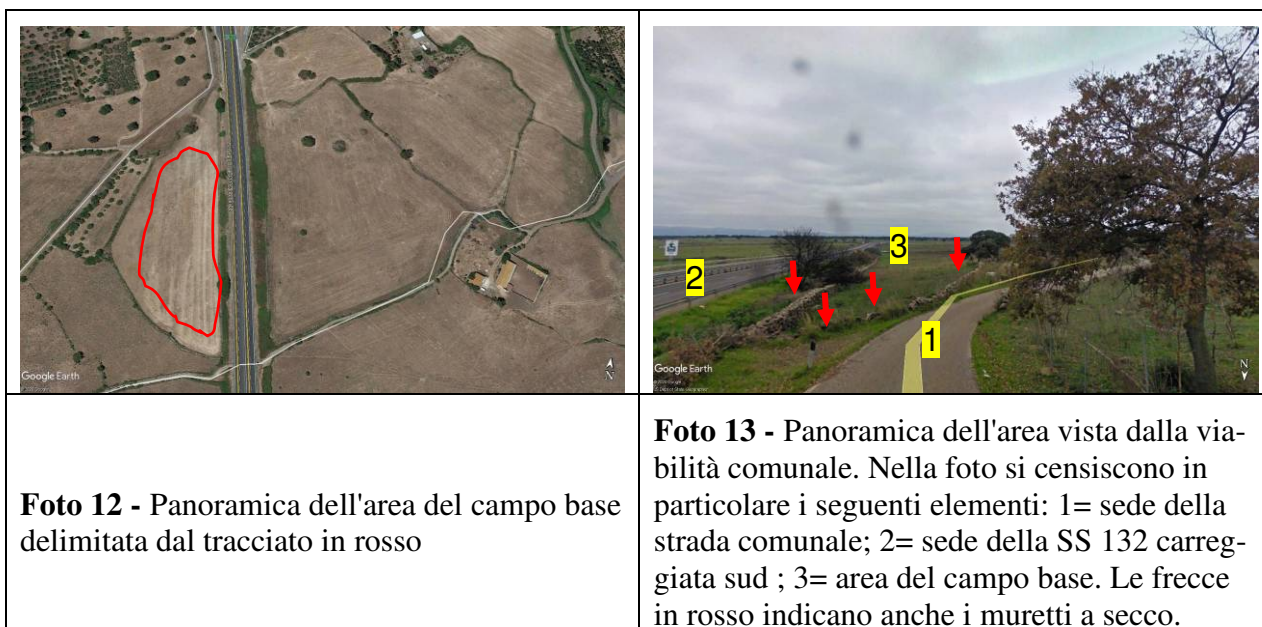 Google Earth
N
2
3
1
Google Earth
N
Foto 12 - Panoramica dell'area del campo base
delimitata dal tracciato in rosso
Foto 13 - Panoramica dell'area vista dalla via-
bilità comunale. Nella foto si censiscono in
particolare i seguenti elementi: 1= sede della
strada comunale; 2= sede della SS 132 carreg-
giata sud ; 3= area del campo base. Le frecce
in rosso indicano anche i muretti a secco.